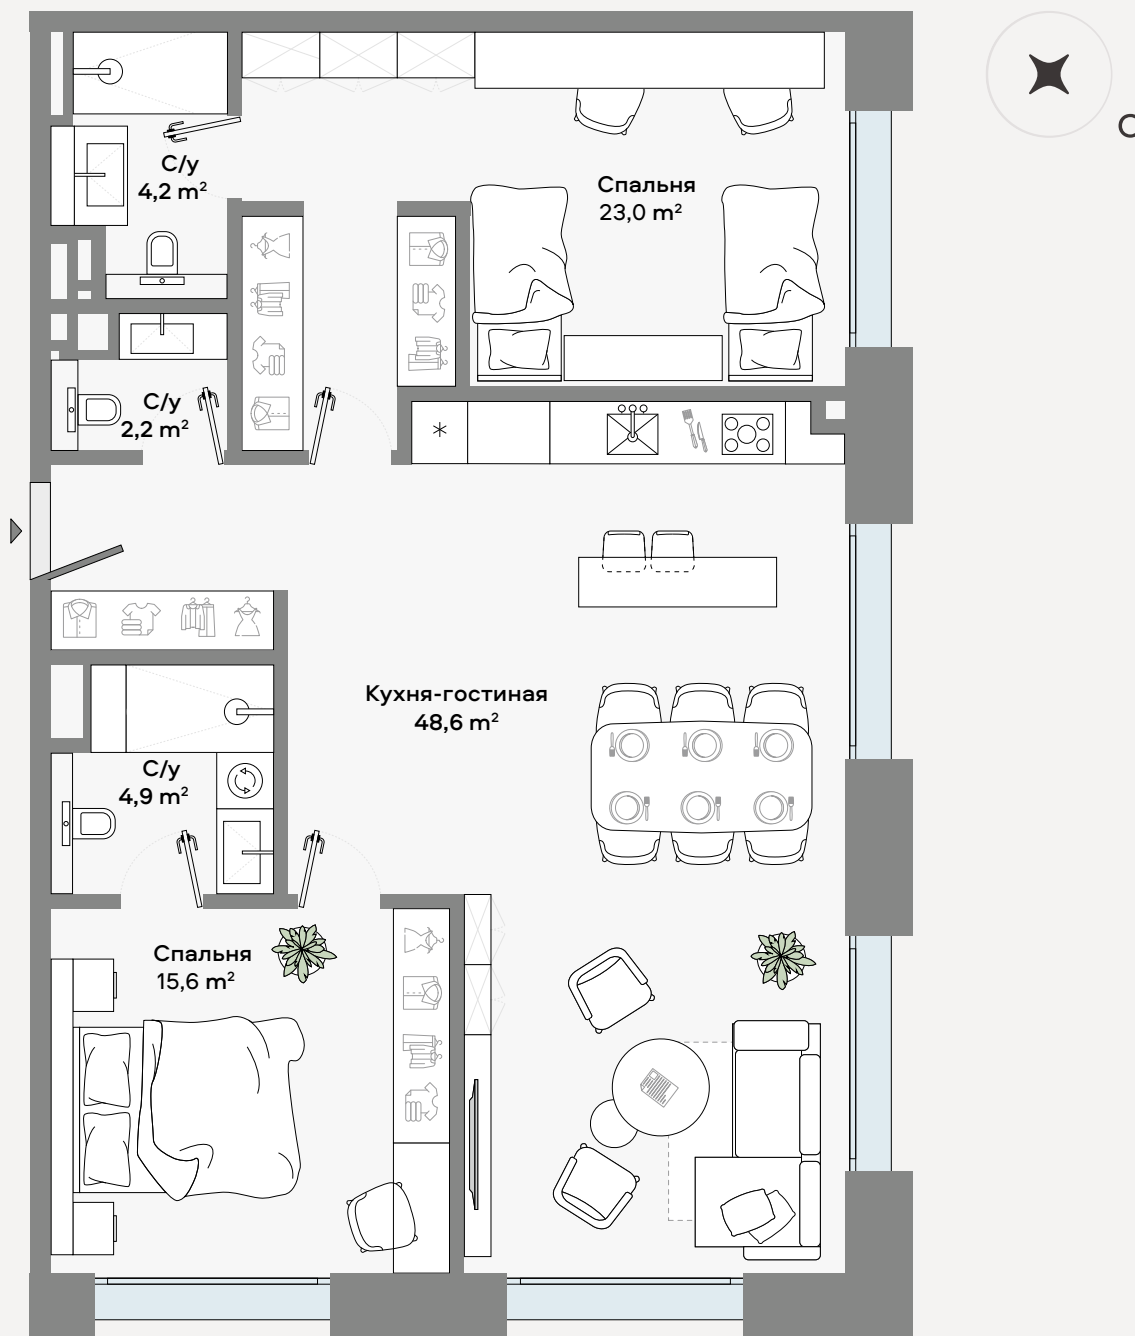 С/у
4,2 m²
Спальня
23,0 m²
С/у
2,2 m²
Кухня-гостиная
48,6 m²
С/у
4,9 m²
Спальня
15,6 m²